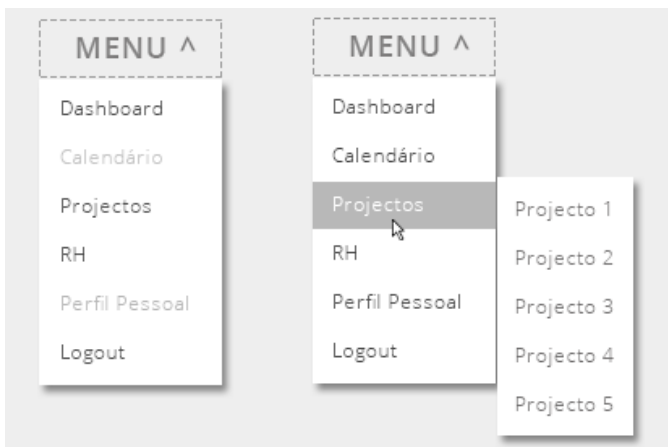 MENU ^
Dashboard
Calendário
Projectos
RH
Perfil Pessoal
Logout
MENU ^
Dashboard
Calendário
Projectos
RH
Perfil Pessoal
Logout
Projecto 1
Projecto 2
Projecto 3
Projecto 4
Projecto 5